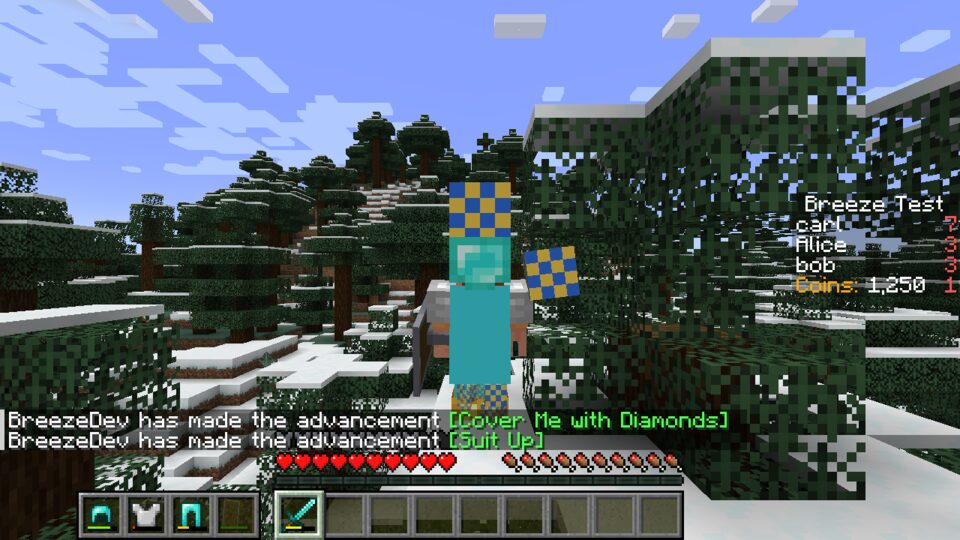 Breeze Test
carl 7
Alice 3
bob 3
Coins: 1,250 1
BreezeDev has made the advancement [Cover Me with Diamonds]
BreezeDev has made the advancement [Suit Up]